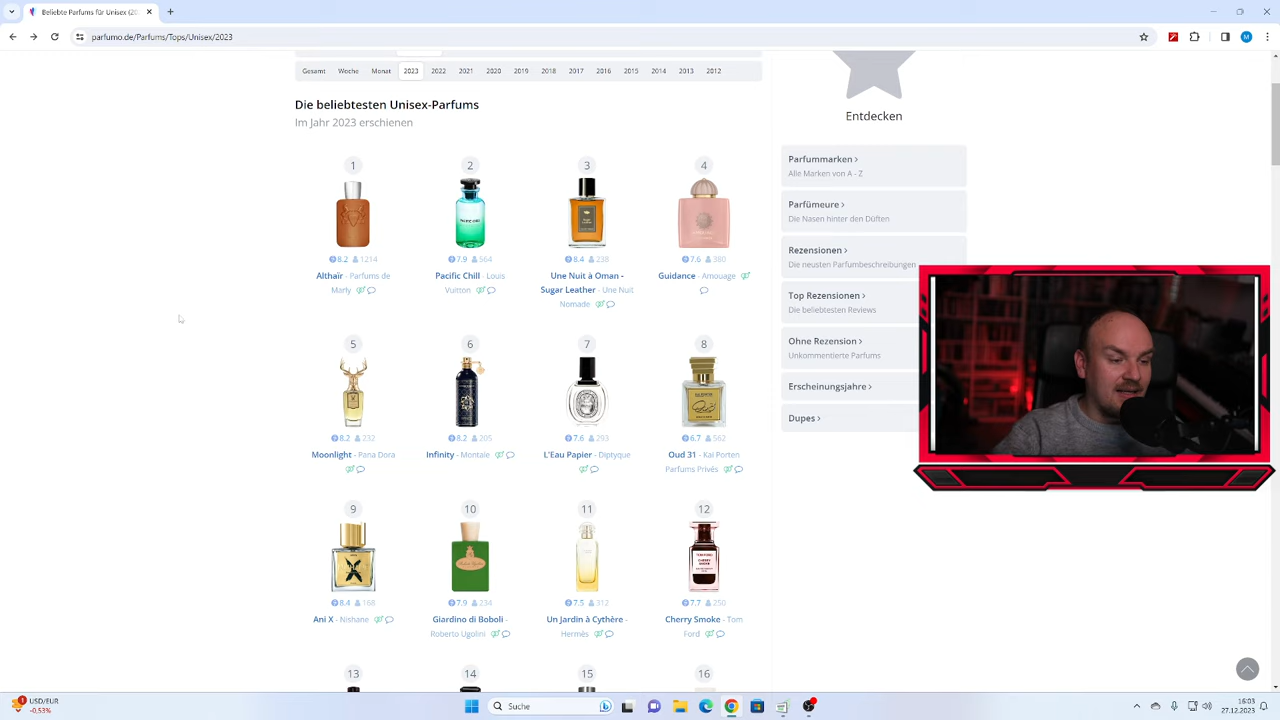 Beliebte Parfums für Unisex (20
parfumo.de/Parfums/Tops/Unisex/2023
M
Gesamt Woche Monat 2023 2022 2021 2020 2019 2018 2017 2016 2015 2014 2013 2012
Die beliebtesten Unisex-Parfums
Im Jahr 2023 erschienen
1 2 3 4
8.2 1214 7.9 564 8.4 238 7.6 380
Althaïr - Parfums de
Marly
Pacific Chill - Louis
Vuitton
Une Nuit à Oman -
Sugar Leather - Une Nuit
Nomade
Guidance - Amouage
5 6 7 8
8.2 232 8.2 205 7.6 293 6.7 562
Moonlight - Pana Dora
Infinity - Montale
L'Eau Papier - Diptyque
Oud 31 - Kai Porten
Parfums Privés
9 10 11 12
TOM FORD
8.4 168 7.9 234 7.5 312 7.7 250
Ani X - Nishane
Giardino di Boboli -
Roberto Ugolini
Un Jardin à Cythère -
Hermès
Cherry Smoke - Tom
Ford
13 14 15 16
Entdecken
Parfummarken >
Alle Marken von A - Z
Parfümeure >
Die Nasen hinter den Düften
Rezensionen >
Die neusten Parfumbeschreibungen
Top Rezensionen >
Die beliebtesten Reviews
Ohne Rezension >
Unkommentierte Parfums
Erscheinungsjahre >
Dupes >
1
USD/EUR
-0,53%
Suche
16:03
27.12.2023